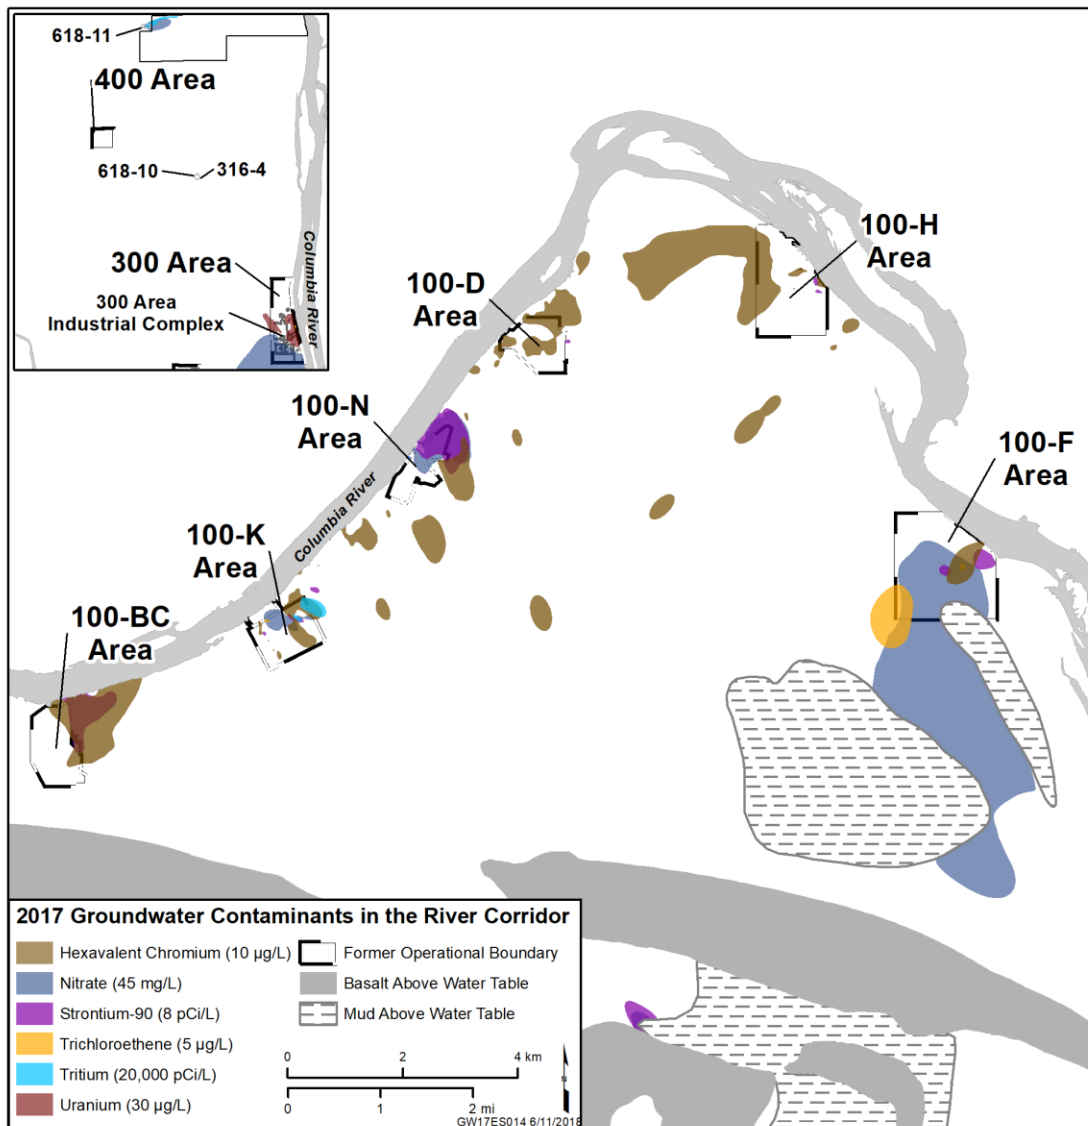 618-11
400 Area
618-10
316-4
300 Area
300 Area
Industrial Complex
Columbia River
100-H
Area
100-D
Area
100-N
Area
100-F
Area
Columbia River
100-K
Area
100-BC
Area
2017 Groundwater Contaminants in the River Corridor
Hexavalent Chromium (10 µg/L)
Nitrate (45 mg/L)
Strontium-90 (8 pCi/L)
Trichloroethene (5 µg/L)
Tritium (20,000 pCi/L)
Uranium (30 µg/L)
Former Operational Boundary
Basalt Above Water Table
Mud Above Water Table
0 2 4 km
0 1 2 mi
GW17ES014 6/11/2018